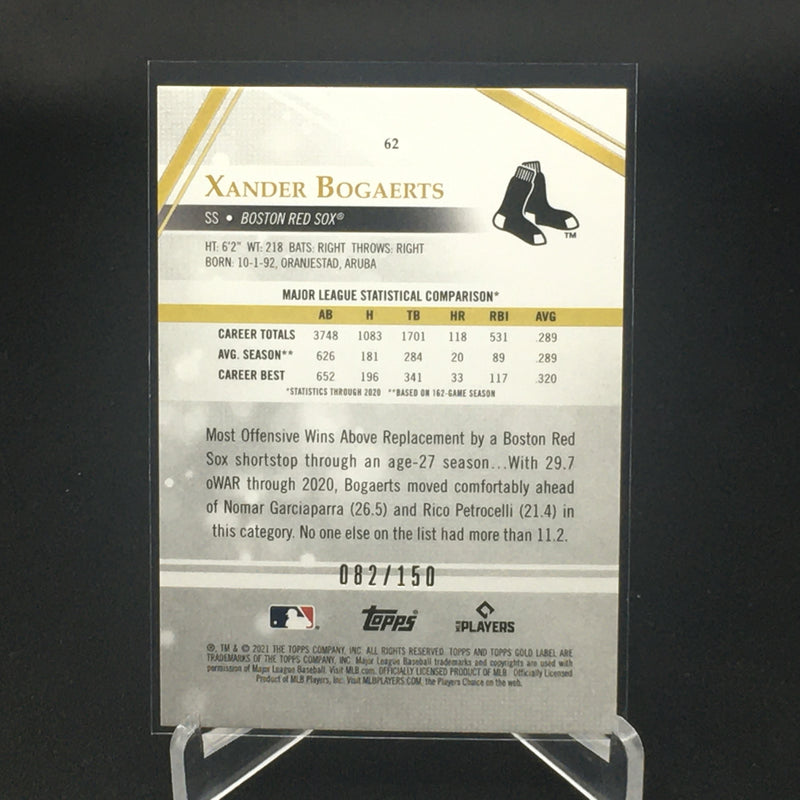 62
XANDER BOGAERTS
SS • BOSTON RED SOX®
HT: 6'2" WT: 218 BATS: RIGHT THROWS: RIGHT
BORN: 10-1-92, ORANJESTAD, ARUBA
MAJOR LEAGUE STATISTICAL COMPARISON*
AB H TB HR RBI AVG
CAREER TOTALS 3748 1083 1701 118 531 .289
AVG. SEASON** 626 181 284 20 89 .289
CAREER BEST 652 196 341 33 117 .320
*STATISTICS THROUGH 2020 **BASED ON 162-GAME SEASON
Most Offensive Wins Above Replacement by a Boston Red
Sox shortstop through an age-27 season...With 29.7
oWAR through 2020, Bogaerts moved comfortably ahead
of Nomar Garciaparra (26.5) and Rico Petrocelli (21.4) in
this category. No one else on the list had more than 11.2.
082/150
Topps MLB PLAYERS
®, TM & © 2021 THE TOPPS COMPANY, INC. ALL RIGHTS RESERVED. TOPPS AND TOPPS GOLD LABEL ARE
TRADEMARKS OF THE TOPPS COMPANY, INC. Major League Baseball trademarks and copyrights are used with
permission of Major League Baseball. Visit MLB.com. OFFICIALLY LICENSED PRODUCT OF MLB Officially Licensed
Product of MLB Players, Inc. Visit MLBPLAYERS.COM, the Players Choice on the web.
TM